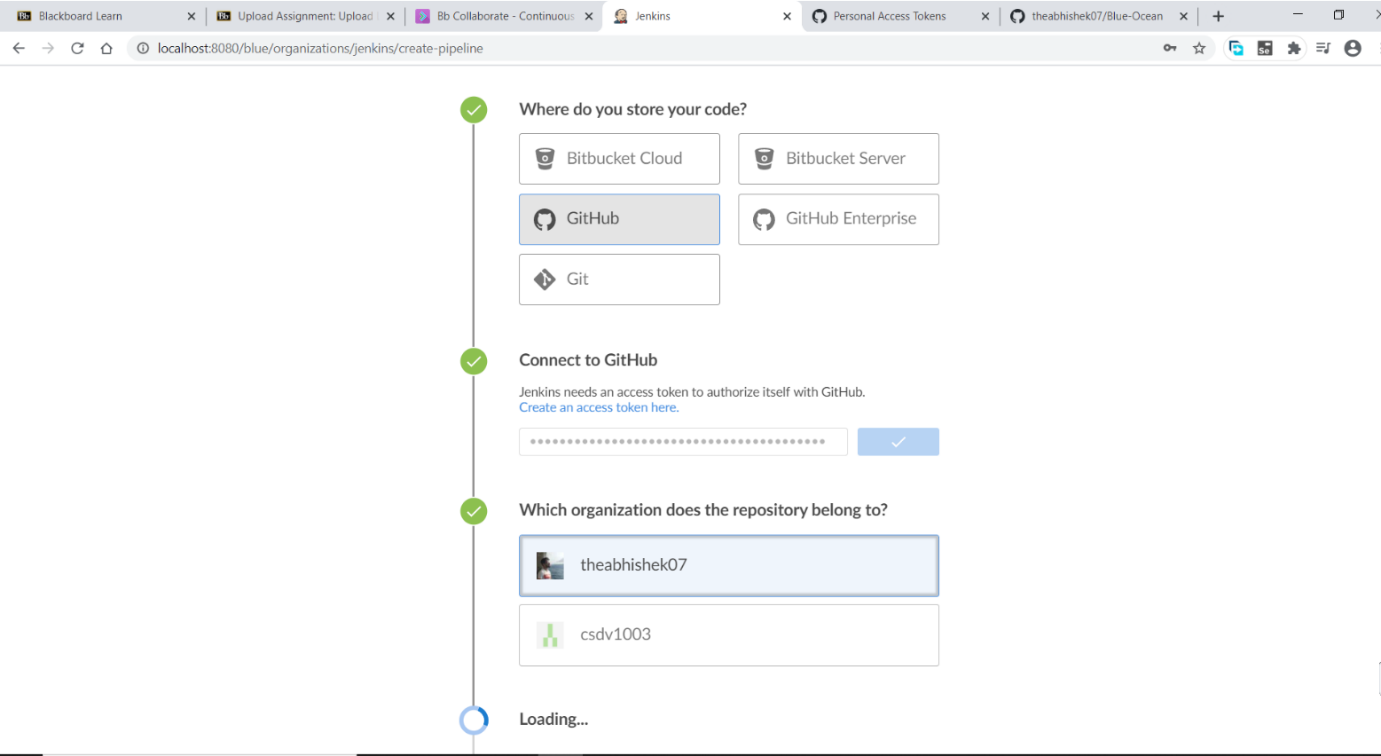 Blackboard Learn
Upload Assignment: Upload
Bb Collaborate - Continuous
Jenkins
Personal Access Tokens
theabhishek07/Blue-Ocean
localhost:8080/blue/organizations/jenkins/create-pipeline
Where do you store your code?
Bitbucket Cloud
Bitbucket Server
GitHub
GitHub Enterprise
Git
Connect to GitHub
Jenkins needs an access token to authorize itself with GitHub.
Create an access token here.
Which organization does the repository belong to?
theabhishek07
csdv1003
Loading...